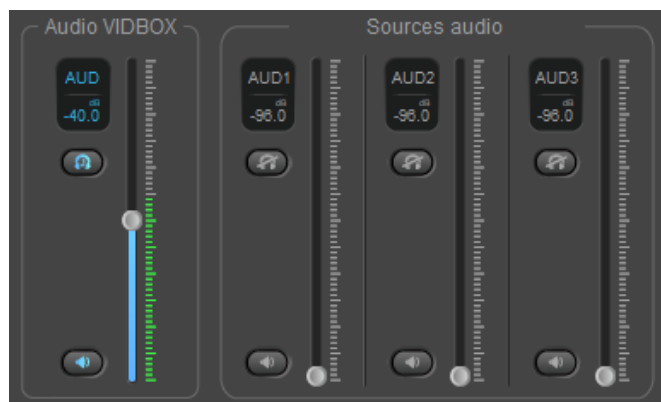 Audio VIDBOX
Sources audio
AUD
dB
-40.0
AUD1
dB
-96.0
AUD2
dB
-96.0
AUD3
dB
-96.0